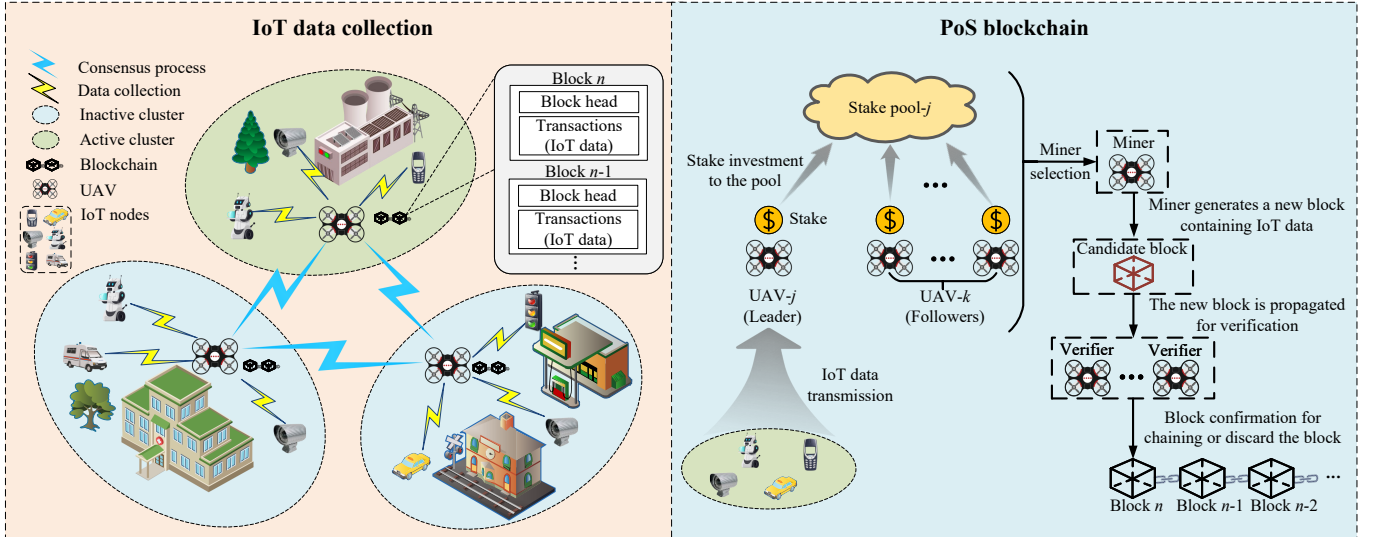 IoT data collection
Consensus process
Data collection
Inactive cluster
Active cluster
Blockchain
UAV
IoT nodes
Block n
Block head
Transactions
(IoT data)
Block n-1
Block head
Transactions
(IoT data)
PoS blockchain
Stake pool-j
Stake investment
to the pool
$
Stake
$
$
UAV-j
(Leader)
UAV-k
(Followers)
IoT data
transmission
Miner
selection
Miner
Miner generates a new block
containing IoT data
Candidate block
The new block is propagated
for verification
Verifier
Verifier
Block confirmation for
chaining or discard the block
Block n
Block n-1
Block n-2